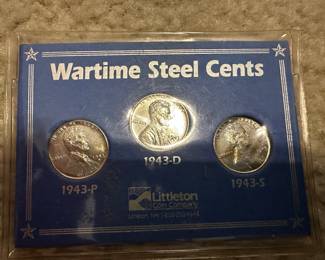 Wartime Steel Cents
1943-D
1943-P
1943-S
Littleton
Coin Company